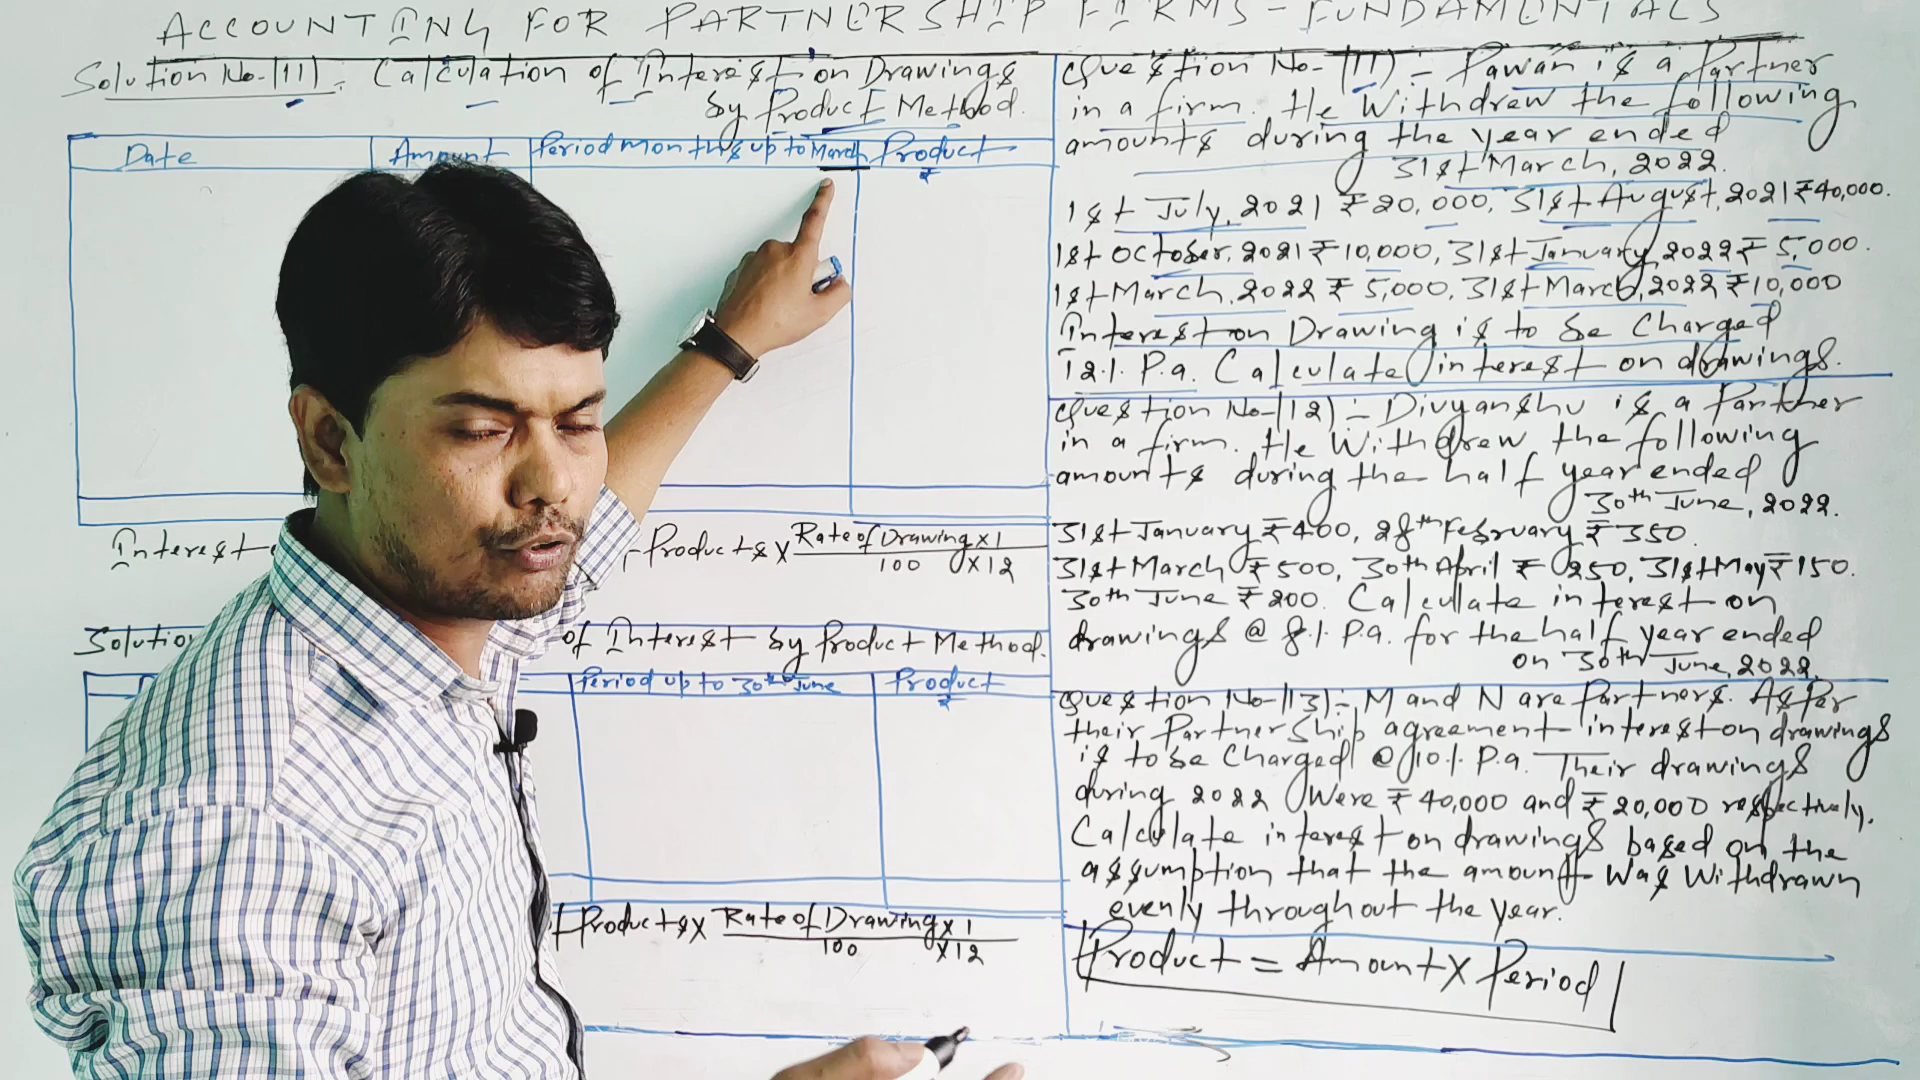 ACCOUNTING FOR PARTNERSHIP FIRMS - FUNDAMENTALS
Solution No-(11):- Calculation of Interest on Drawings
by Product Method.
Date Amount Period months up to March Product
₹
Interest Products × Rate of Drawing × 1
100 × 12
Solutio of Interest by Product Method.
Period up to 30th June Product
₹
f Products × Rate of Drawing × 1
100 × 12
Question No-(11):- Pawan is a Partner
in a firm. He Withdrew the following
amounts during the year ended
31st March, 2022.
1st July, 2021 ₹20,000, 31st August, 2021 ₹40,000.
1st October, 2021 ₹10,000, 31st January, 2022 ₹5,000.
1st March, 2022 ₹5,000, 31st March, 2022 ₹10,000
Interest on Drawing is to be Charged
12% P.a. Calculate interest on drawings.
Question No-(12):- Divyanshu is a Partner
in a firm. He Withdrew the following
amounts during the half year ended
30th June, 2022.
31st January ₹400, 28th February ₹350.
31st March ₹500, 30th April ₹250, 31st May ₹150.
30th June ₹200. Calculate interest on
drawings @ 8% P.a. for the half year ended
on 30th June, 2022.
Question No-(13):- M and N are Partners. As Per
their Partnership agreement interest on drawings
is to be Charged @ 10% P.a. Their drawings
during 2022 Were ₹40,000 and ₹20,000 respectively.
Calculate interest on drawings based on the
assumption that the amount Was Withdrawn
evenly throughout the year.
Product = Amount × Period